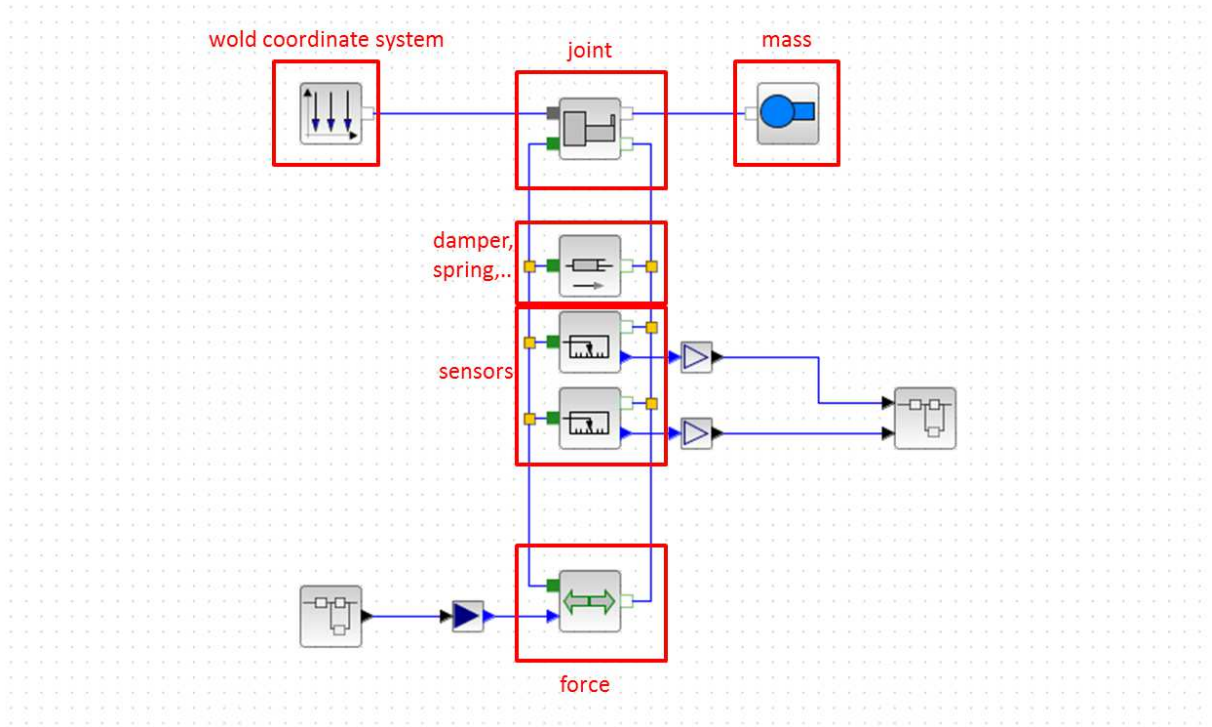 wold coordinate system
joint
mass
damper,
spring,..
sensors
force